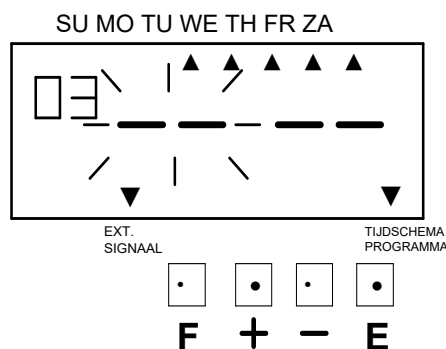 SU MO TU WE TH FR ZA
03
-- -- -- --
EXT.
SIGNAAL
TIJDSCHEMA
PROGRAMMA
F + - E